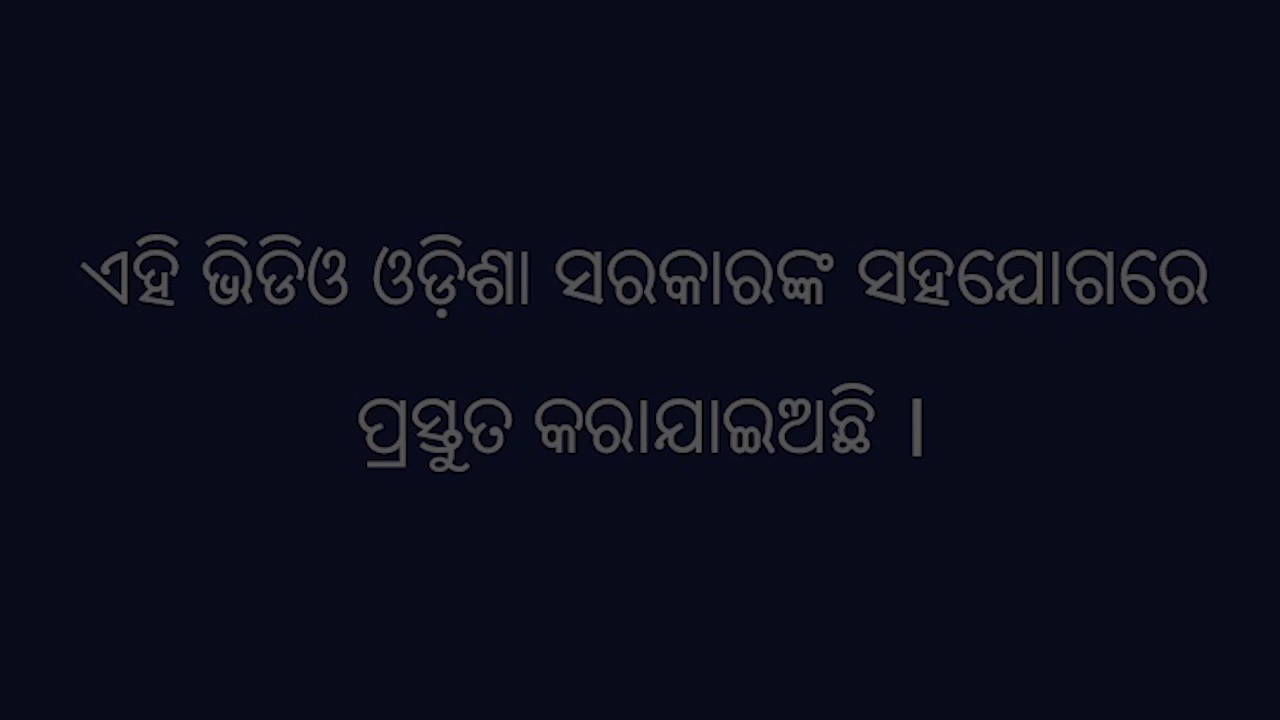 ଏହି ଭିଡିଓ ଓଡ଼ିଶା ସରକାରଙ୍କ ସହଯୋଗରେ
ପ୍ରସ୍ତୁତ କରାଯାଇଅଛି |